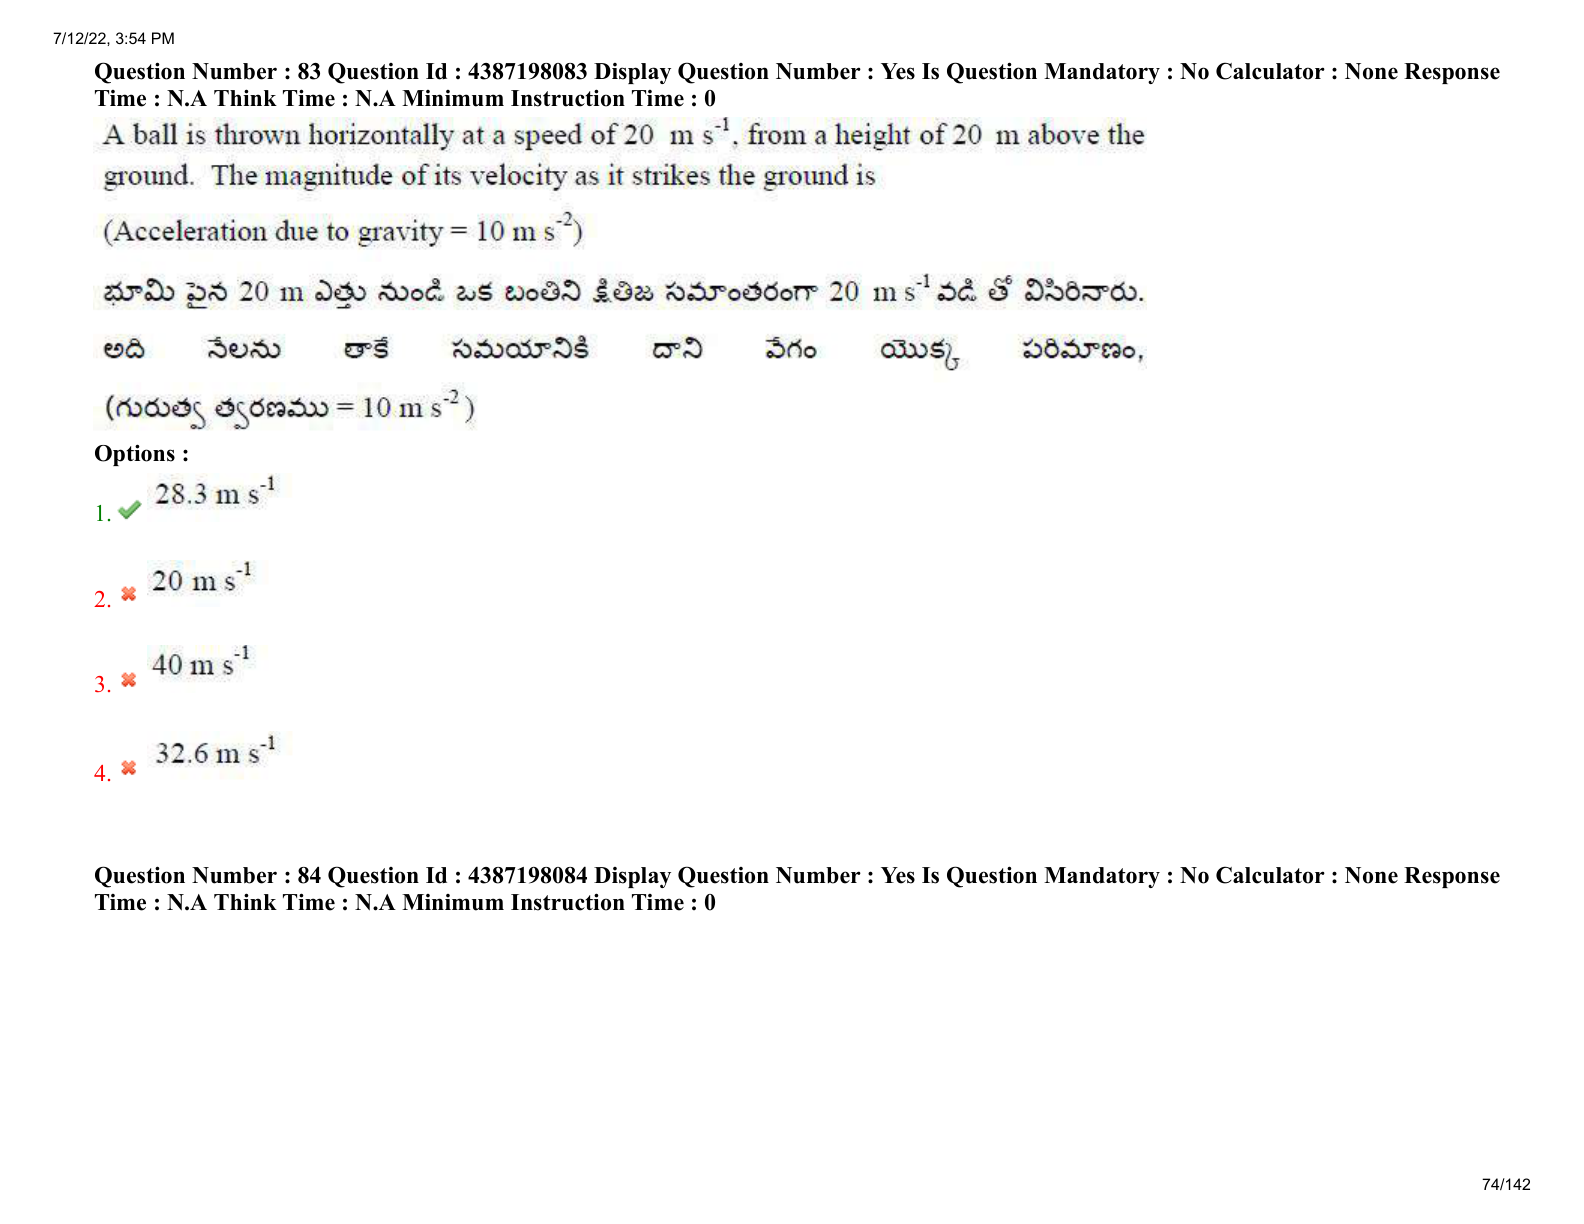 7/12/22, 3:54 PM
Question Number : 83 Question Id : 4387198083 Display Question Number : Yes Is Question Mandatory : No Calculator : None Response
Time : N.A Think Time : N.A Minimum Instruction Time : 0
A ball is thrown horizontally at a speed of 20 m s⁻¹, from a height of 20 m above the
ground. The magnitude of its velocity as it strikes the ground is
(Acceleration due to gravity = 10 m s⁻²)
భూమి పైన 20 m ఎత్తు నుండి ఒక బంతిని క్షితిజ సమాంతరంగా 20 m s⁻¹ వడి తో విసిరినారు.
అది నేలను తాకే సమయానికి దాని వేగం యొక్క పరిమాణం,
(గురుత్వ త్వరణము = 10 m s⁻² )
Options :
1. ✔ 28.3 m s⁻¹
2. ✖ 20 m s⁻¹
3. ✖ 40 m s⁻¹
4. ✖ 32.6 m s⁻¹
Question Number : 84 Question Id : 4387198084 Display Question Number : Yes Is Question Mandatory : No Calculator : None Response
Time : N.A Think Time : N.A Minimum Instruction Time : 0
74/142